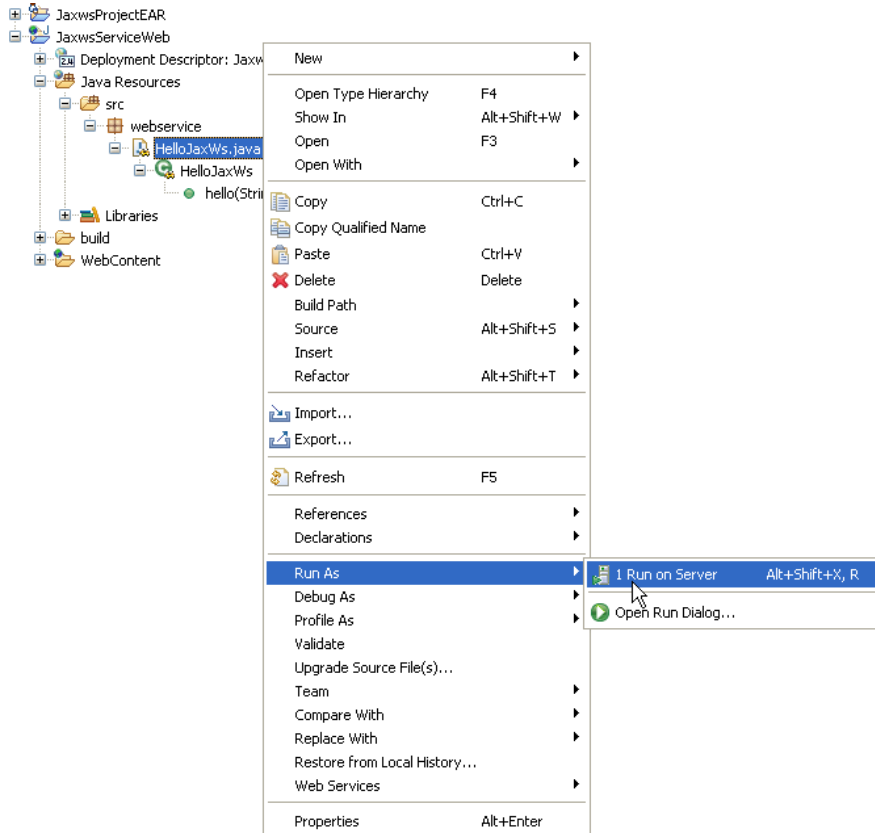 JaxwsProjectEAR
JaxwsServiceWeb
2.4 Deployment Descriptor: Jaxw
Java Resources
src
webservice
HelloJaxWs.java
HelloJaxWs
hello(Stri
Libraries
build
WebContent
New
Open Type Hierarchy F4
Show In Alt+Shift+W
Open F3
Open With
Copy Ctrl+C
Copy Qualified Name
Paste Ctrl+V
Delete Delete
Build Path
Source Alt+Shift+S
Insert
Refactor Alt+Shift+T
Import...
Export...
Refresh F5
References
Declarations
Run As
Debug As
Profile As
Validate
Upgrade Source File(s)...
Team
Compare With
Replace With
Restore from Local History...
Web Services
Properties Alt+Enter
1 Run on Server Alt+Shift+X, R
Open Run Dialog...